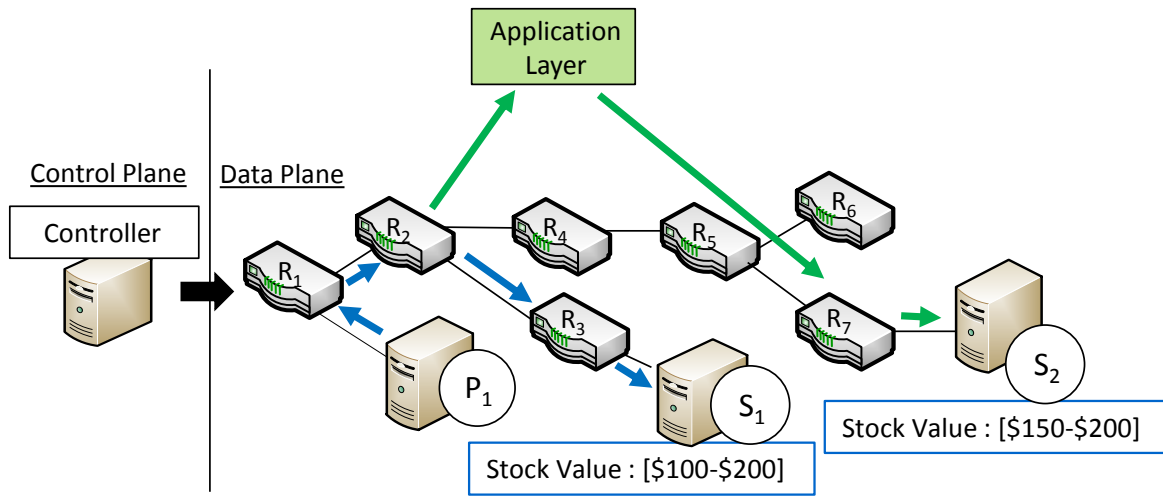 Application
Layer
Control Plane
Data Plane
Controller
R1
R2
R3
R4
R5
R6
R7
P1
S1
S2
Stock Value : [$100-$200]
Stock Value : [$150-$200]